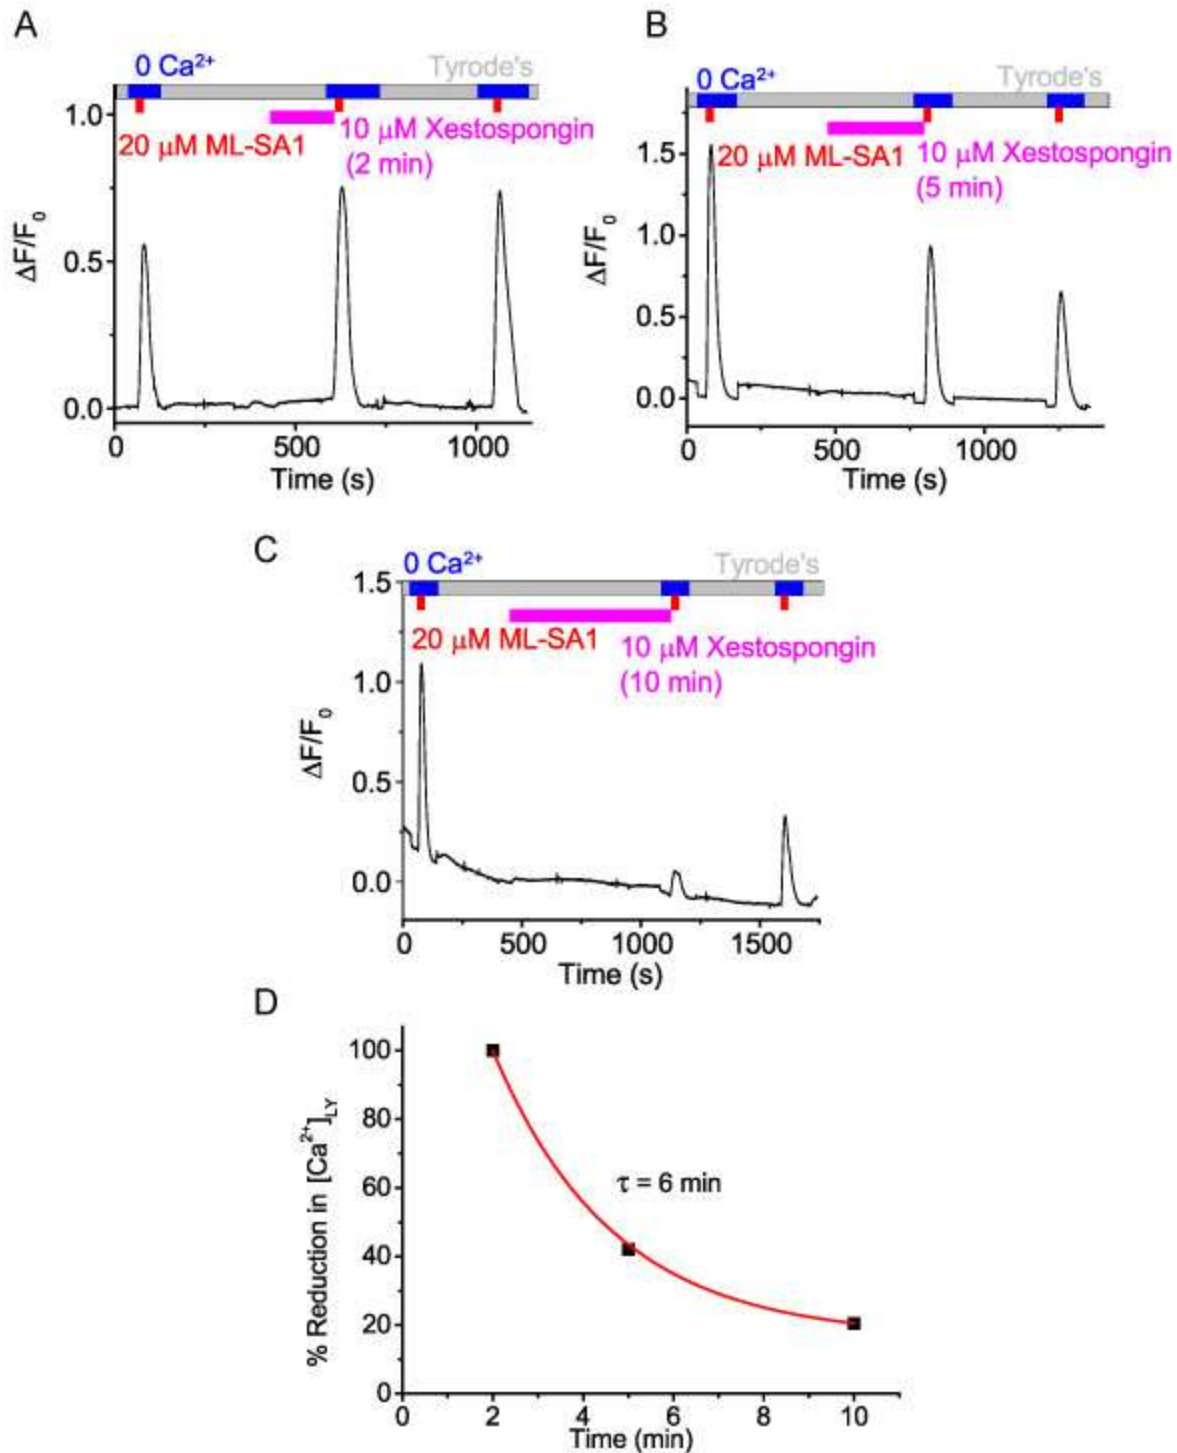 A
0 Ca²⁺
Tyrode's
20 µM ML-SA1
10 µM Xestospongin
(2 min)
1.0
0.5
0.0
ΔF/F₀
0
500
1000
Time (s)
B
0 Ca²⁺
Tyrode's
20 µM ML-SA1
10 µM Xestospongin
(5 min)
1.5
1.0
0.5
0.0
ΔF/F₀
0
500
1000
Time (s)
C
0 Ca²⁺
Tyrode's
20 µM ML-SA1
10 µM Xestospongin
(10 min)
1.5
1.0
0.5
0.0
ΔF/F₀
0
500
1000
1500
Time (s)
D
100
80
60
40
20
0
% Reduction in [Ca²⁺]LY
τ = 6 min
0
2
4
6
8
10
Time (min)